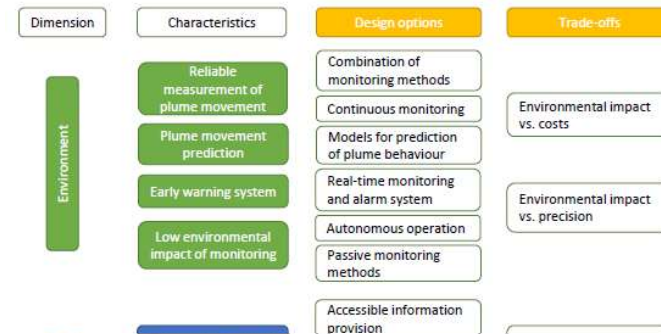 Dimension
Characteristics
Design options
Trade-offs
Environment
Reliable
measurement of
plume movement
Plume movement
prediction
Early warning system
Low environmental
impact of monitoring
Combination of
monitoring methods
Continuous monitoring
Models for prediction
of plume behaviour
Real-time monitoring
and alarm system
Autonomous operation
Passive monitoring
methods
Accessible information
provision
Environmental impact
vs. costs
Environmental impact
vs. precision